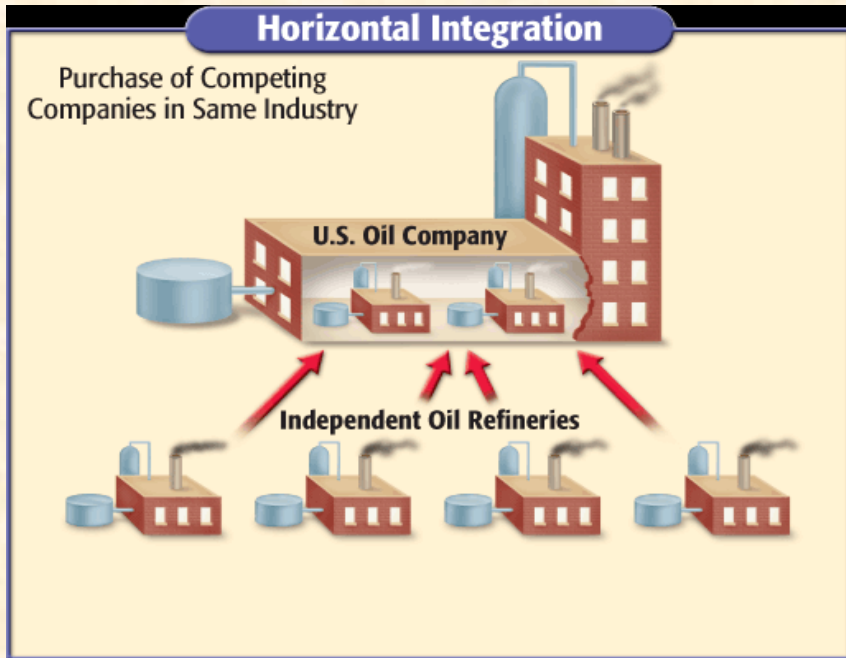 Horizontal Integration
Purchase of Competing
Companies in Same Industry
U.S. Oil Company
Independent Oil Refineries